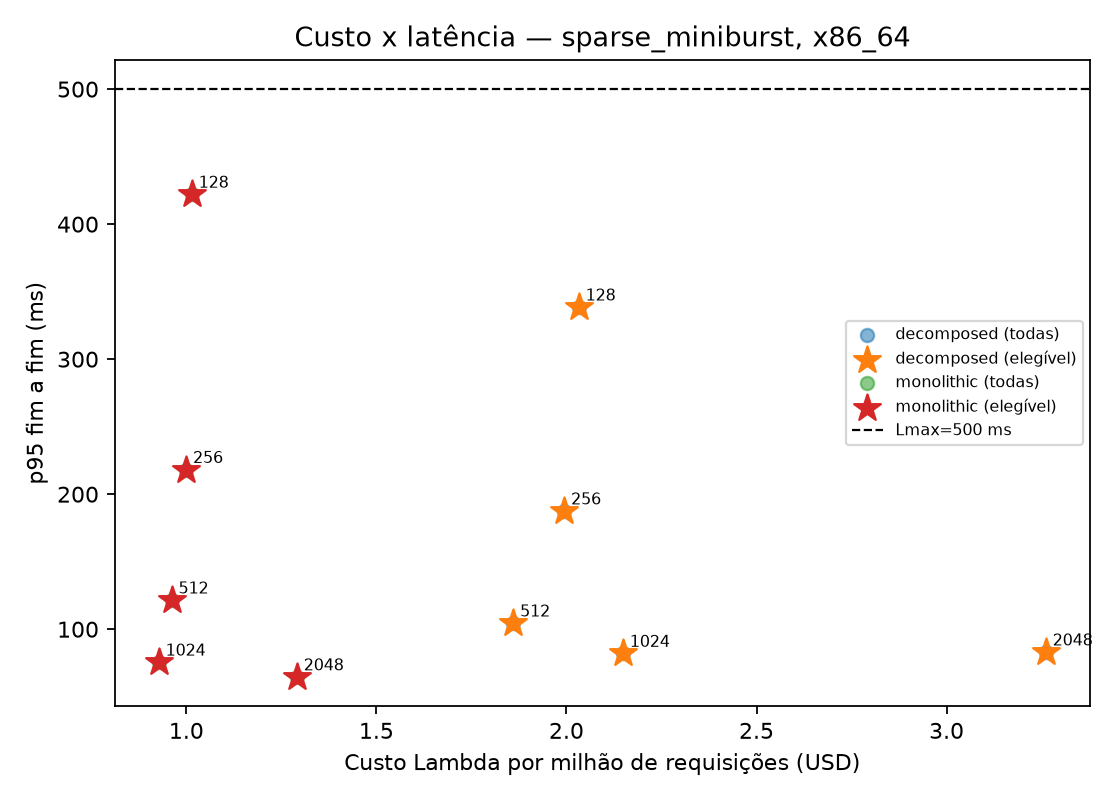 Custo x latência — sparse_miniburst, x86_64
500
400
300
200
100
p95 fim a fim (ms)
128
128
256
256
512
512
1024
1024
2048
2048
decomposed (todas)
decomposed (elegível)
monolithic (todas)
monolithic (elegível)
Lmax=500 ms
1.0
1.5
2.0
2.5
3.0
Custo Lambda por milhão de requisições (USD)